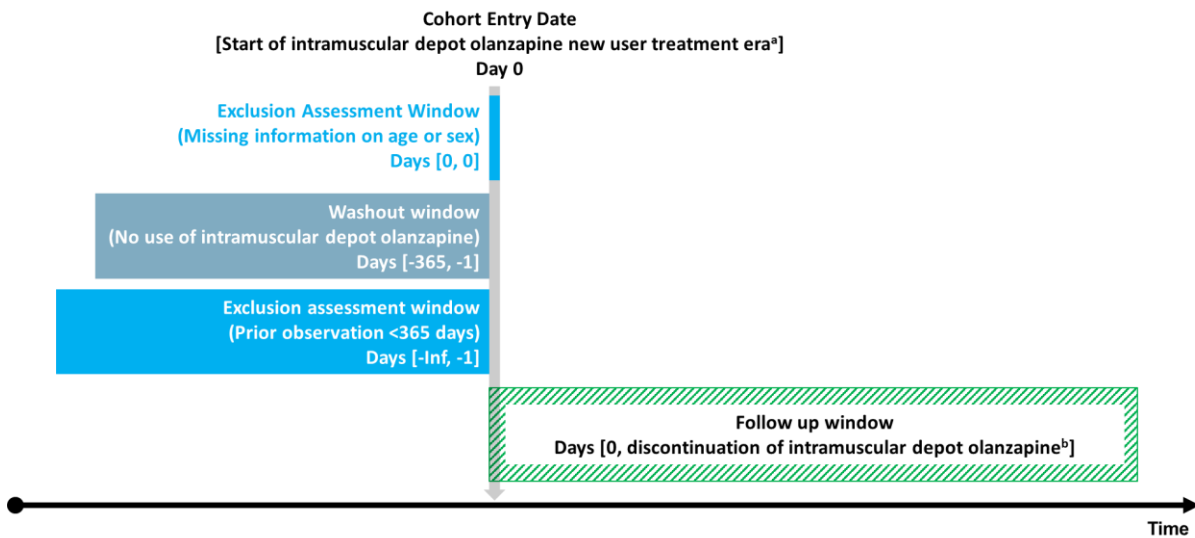 Cohort Entry Date
[Start of intramuscular depot olanzapine new user treatment eraᵃ]
Day 0
Exclusion Assessment Window
(Missing information on age or sex)
Days [0, 0]
Washout window
(No use of intramuscular depot olanzapine)
Days [-365, -1]
Exclusion assessment window
(Prior observation <365 days)
Days [-Inf, -1]
Follow up window
Days [0, discontinuation of intramuscular depot olanzapineᵇ]
Time